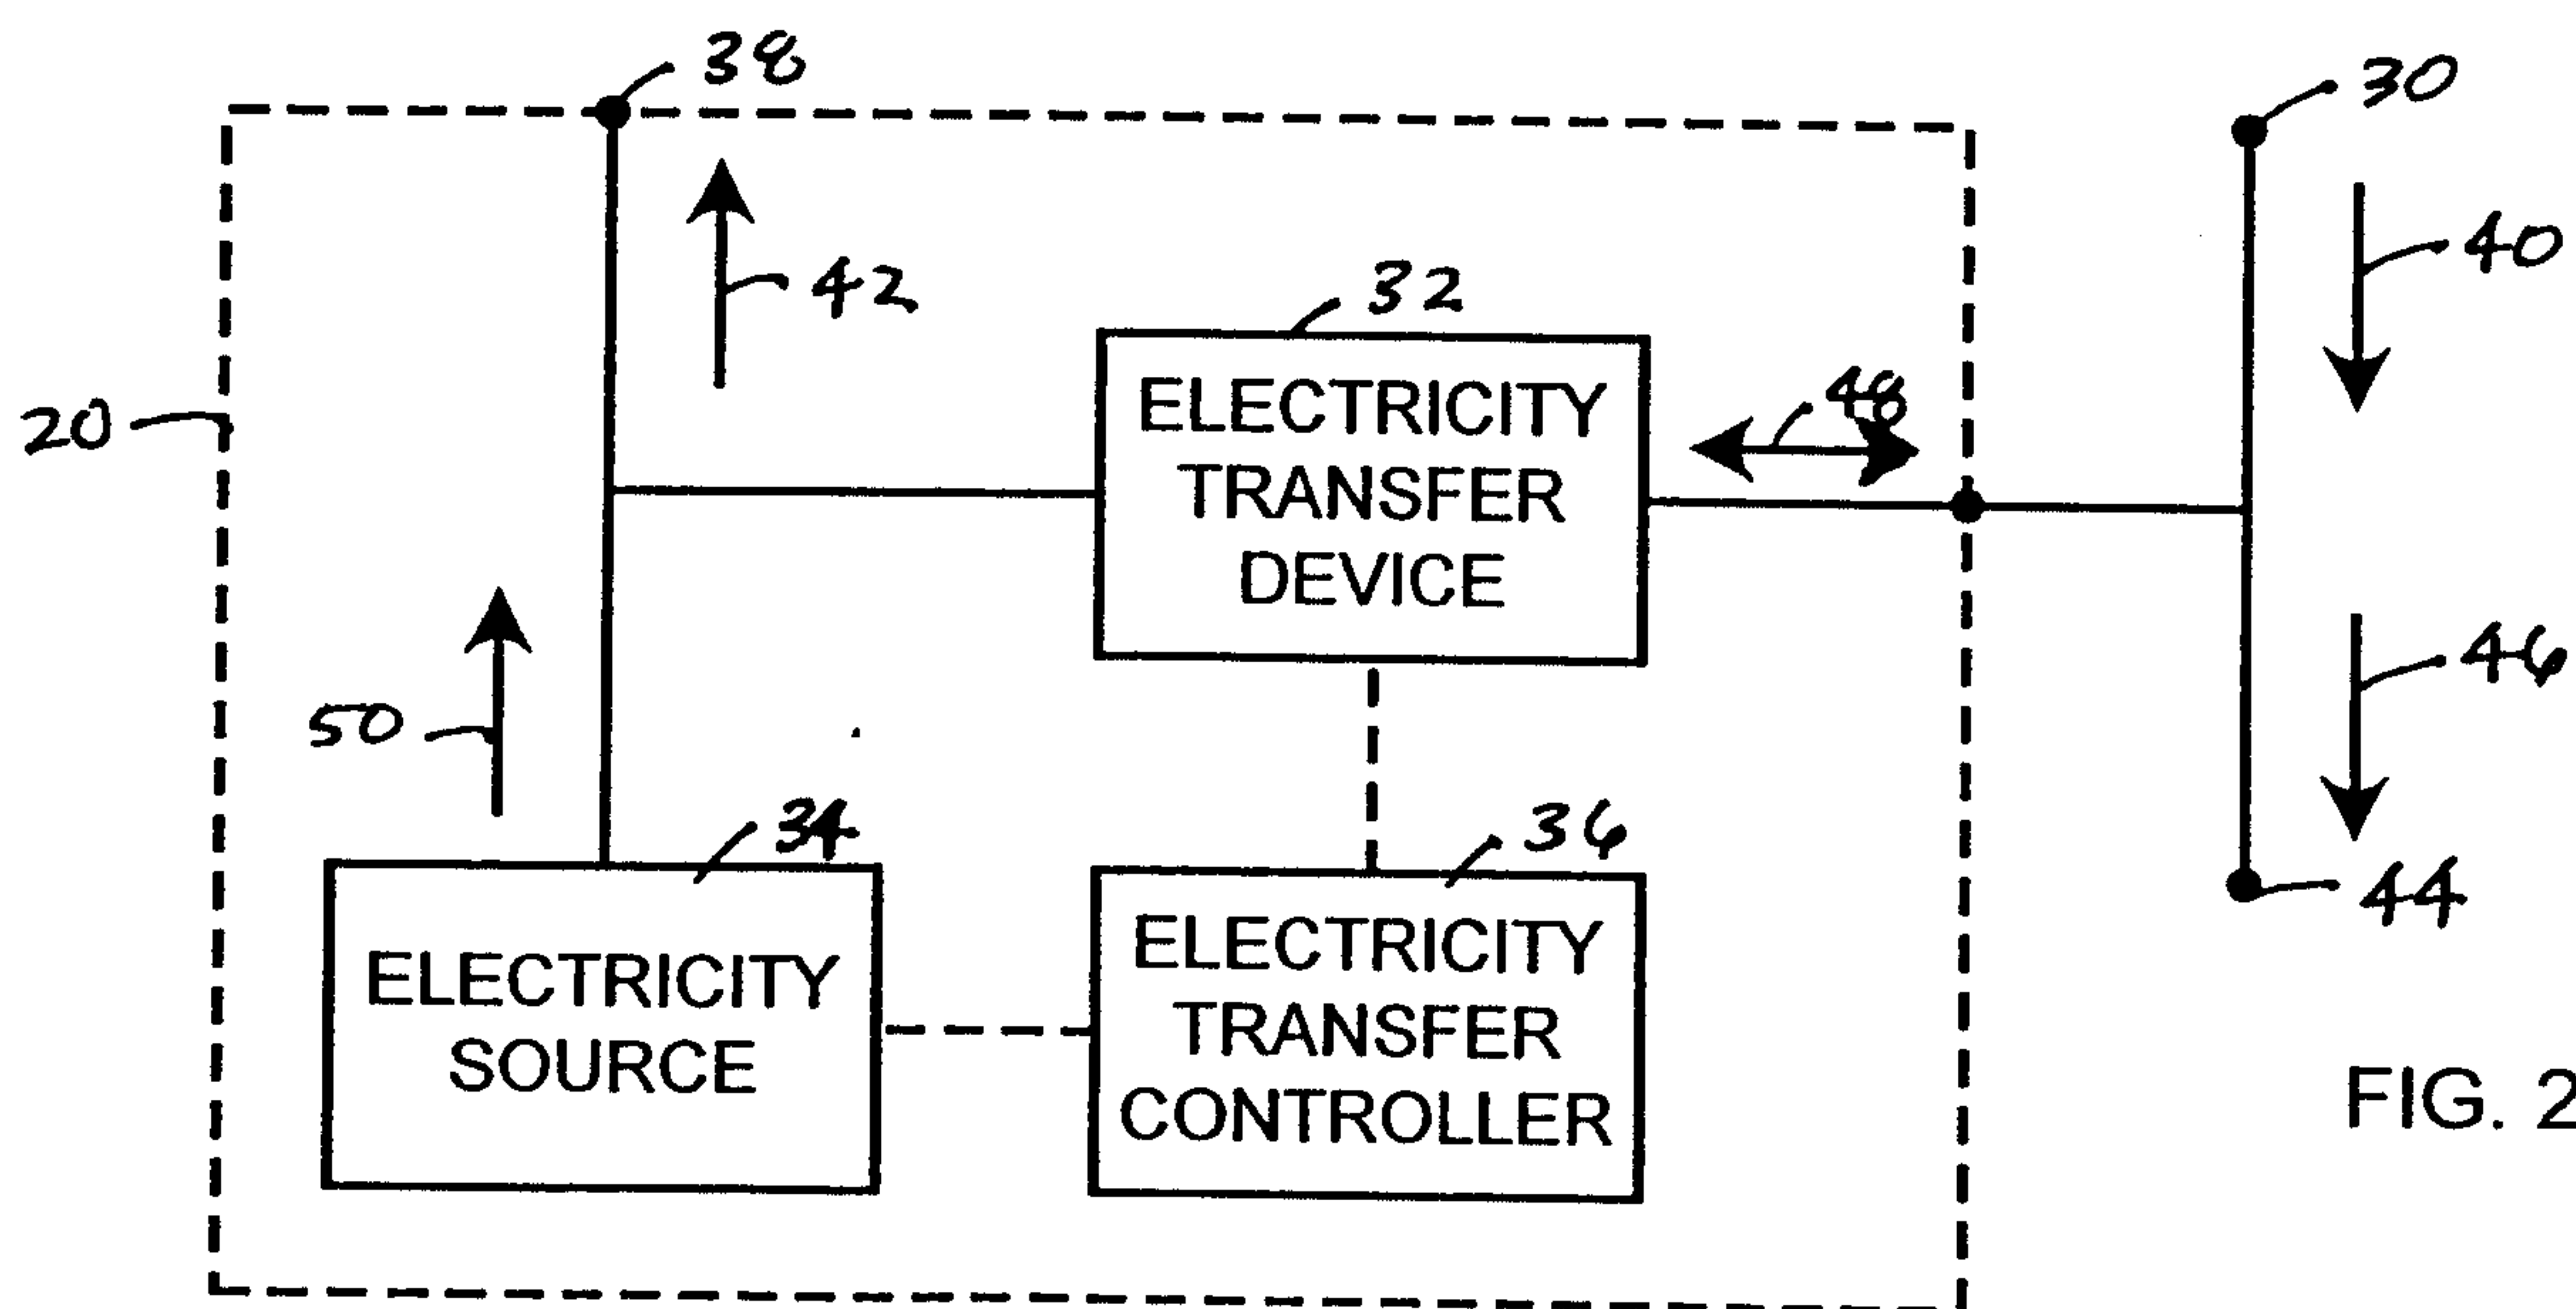 38
30
40
42
32
ELECTRICITY
TRANSFER
DEVICE
48
20
46
50
34
36
44
ELECTRICITY
SOURCE
ELECTRICITY
TRANSFER
CONTROLLER
FIG. 2